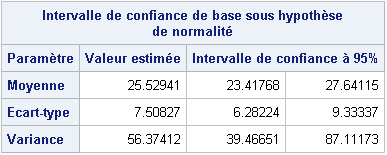 Intervalle de confiance de base sous hypothèse
de normalité
Paramètre Valeur estimée Intervalle de confiance à 95%
Moyenne 25.52941 23.41768 27.64115
Ecart-type 7.50827 6.28224 9.33337
Variance 56.37412 39.46651 87.11173